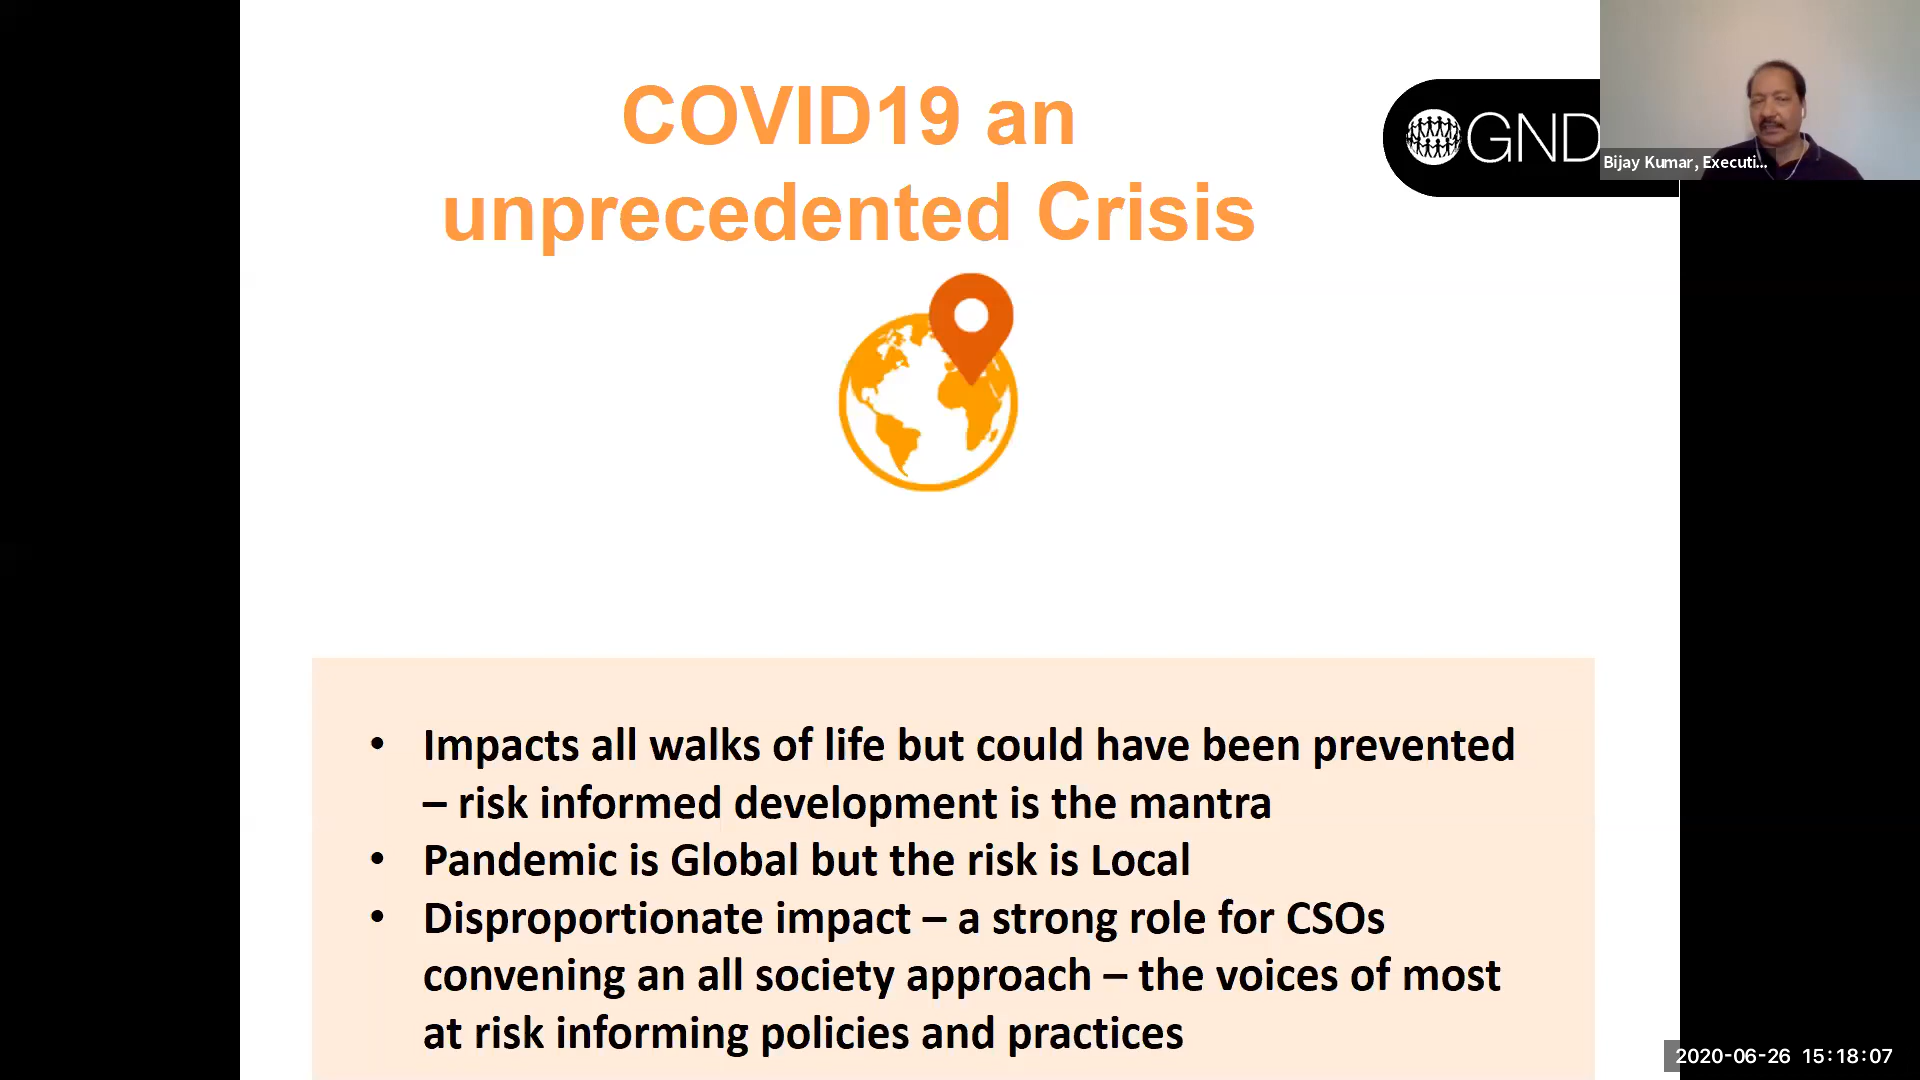 COVID19 an
unprecedented Crisis
GND
Bijay Kumar, Executi...
• Impacts all walks of life but could have been prevented
– risk informed development is the mantra
• Pandemic is Global but the risk is Local
• Disproportionate impact – a strong role for CSOs
convening an all society approach – the voices of most
at risk informing policies and practices
2020-06-26 15:18:07